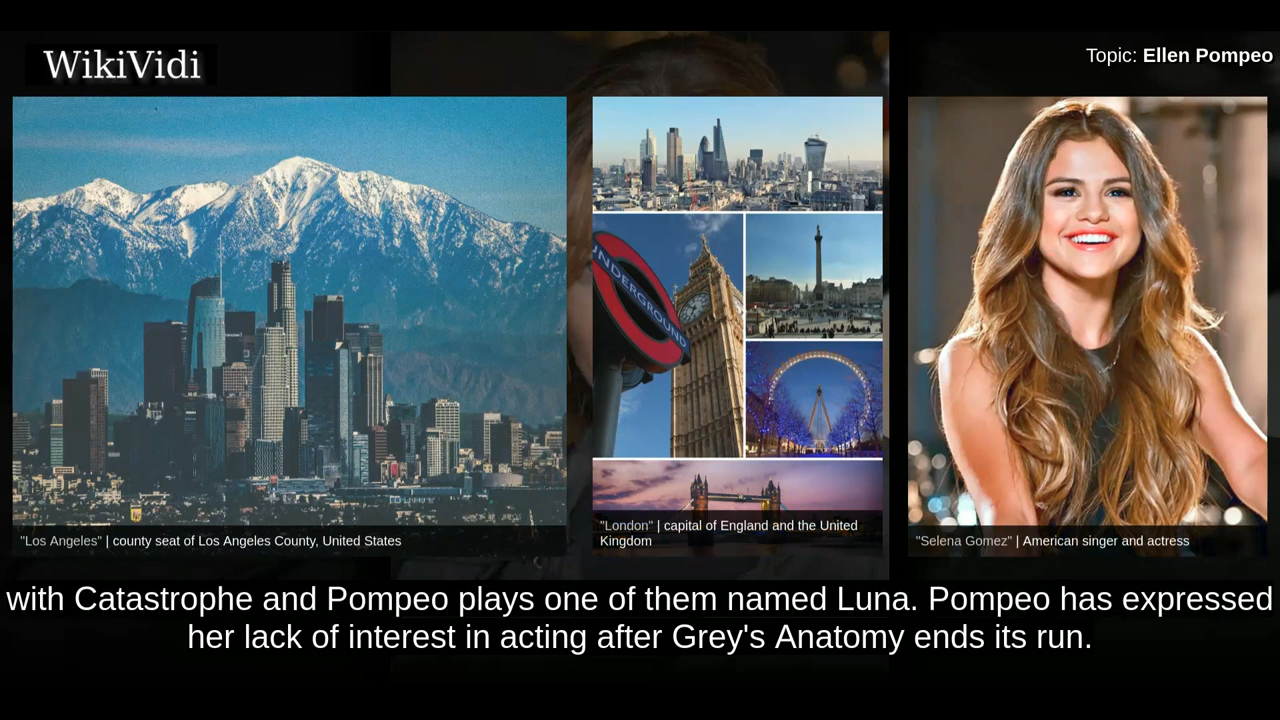 WikiVidi
Topic: Ellen Pompeo
UNDERGROUND
"Los Angeles" | county seat of Los Angeles County, United States
"London" | capital of England and the United
Kingdom
"Selena Gomez" | American singer and actress
with Catastrophe and Pompeo plays one of them named Luna. Pompeo has expressed
her lack of interest in acting after Grey's Anatomy ends its run.